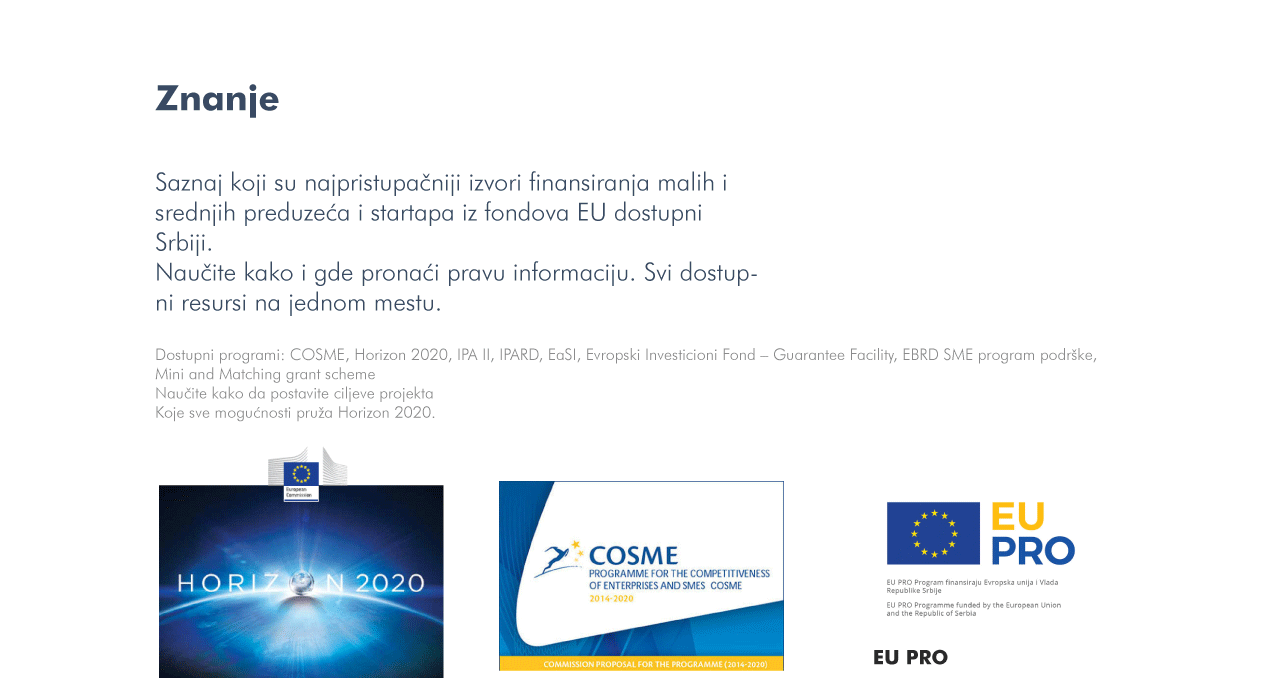 Znanje
Saznaj koji su najpristupačniji izvori finansiranja malih i
srednjih preduzeća i startapa iz fondova EU dostupni
Srbiji.
Naučite kako i gde pronaći pravu informaciju. Svi dostup-
ni resursi na jednom mestu.
Dostupni programi: COSME, Horizon 2020, IPA II, IPARD, EaSI, Evropski Investicioni Fond – Guarantee Facility, EBRD SME program podrške,
Mini and Matching grant scheme
Naučite kako da postavite ciljeve projekta
Koje sve mogućnosti pruža Horizon 2020.
European
Commission
HORIZON 2020
COSME
PROGRAMME FOR THE COMPETITIVENESS
OF ENTERPRISES AND SMES COSME
2014-2020
COMMISSION PROPOSAL FOR THE PROGRAMME (2014-2020)
EU
PRO
EU PRO Program finansiraju Evropska unija i Vlada
Republike Srbije
EU PRO Programme funded by the European Union
and the Republic of Serbia
EU PRO